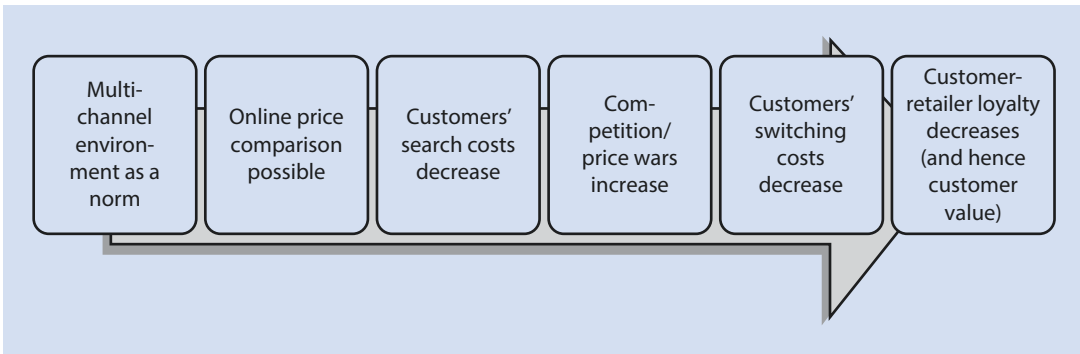 Multi-
channel
environ-
ment as a
norm
Online price
comparison
possible
Customers’
search costs
decrease
Com-
petition/
price wars
increase
Customers’
switching
costs
decrease
Customer-
retailer loyalty
decreases
(and hence
customer
value)